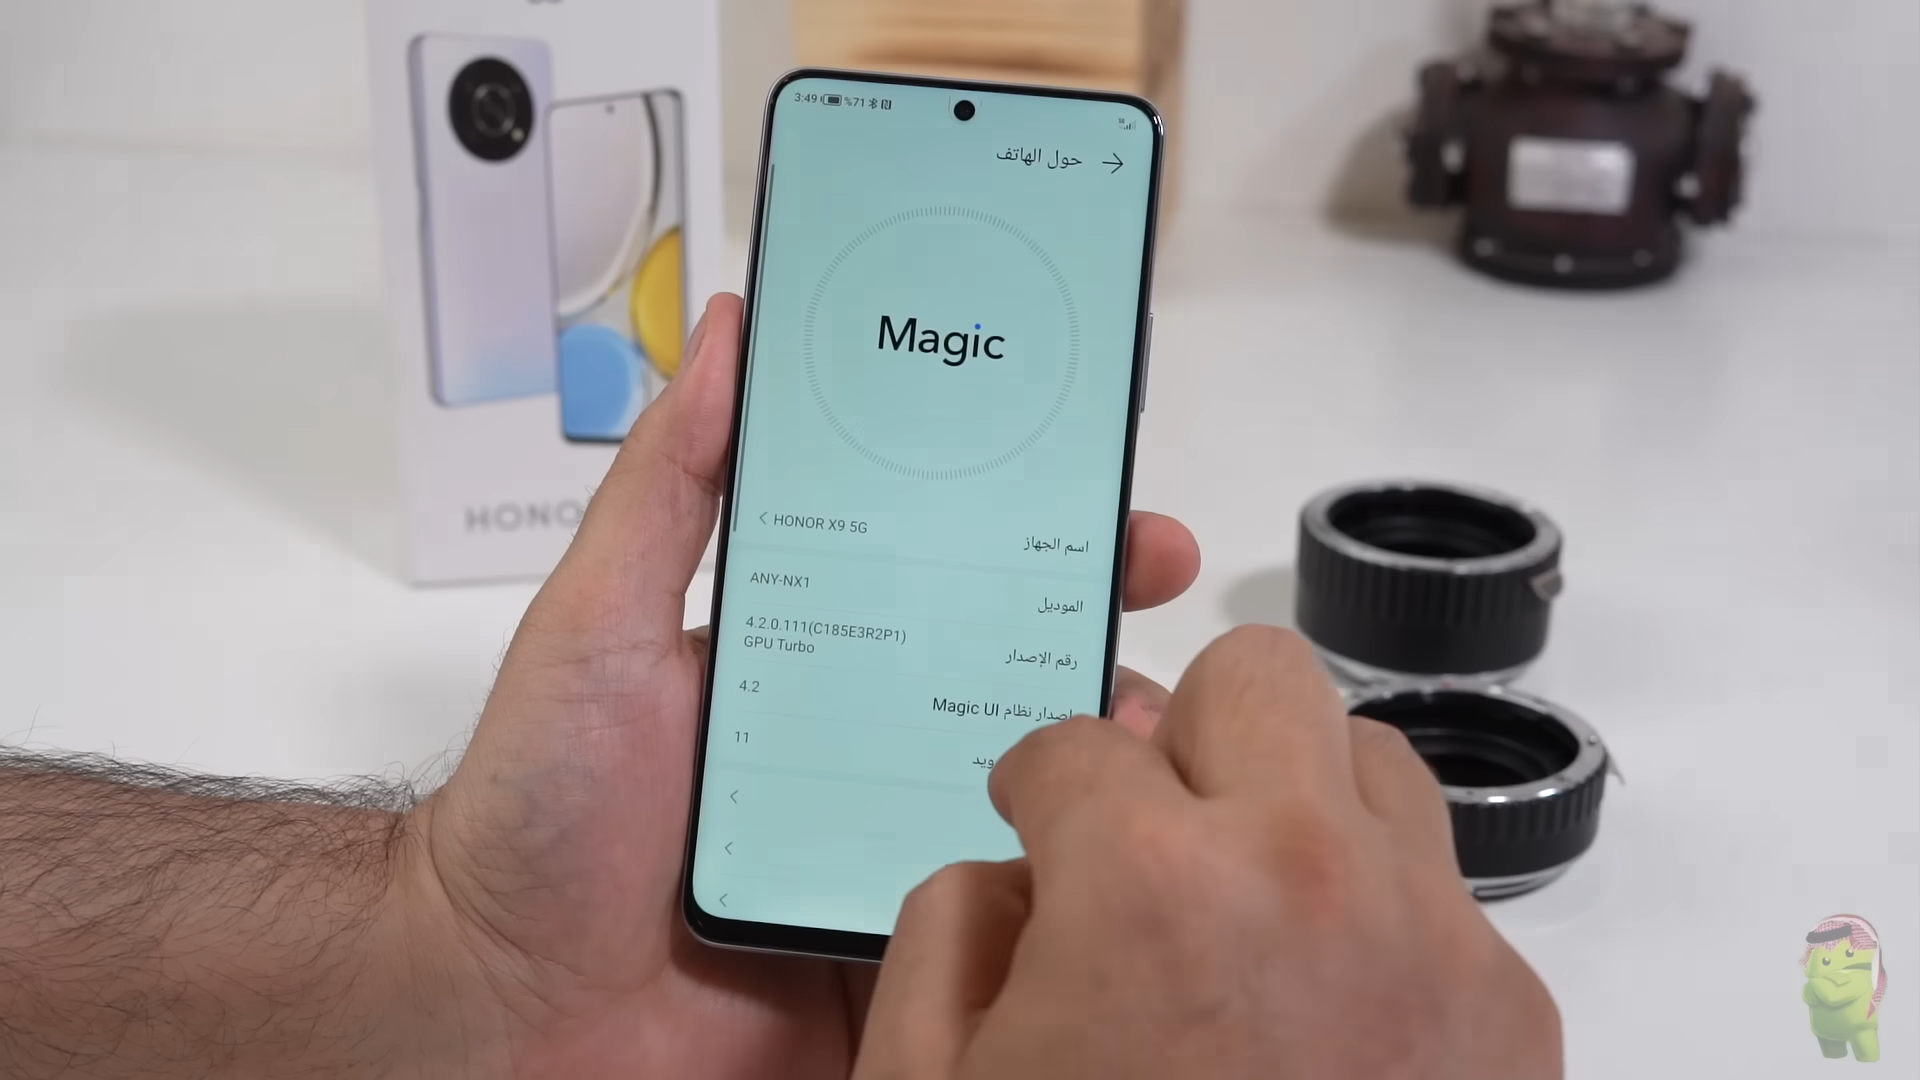 3:49 %71
حول الهاتف
Magic
اسم الجهاز HONOR X9 5G
الموديل ANY-NX1
رقم الإصدار 4.2.0.111(C185E3R2P1)
GPU Turbo
إصدار نظام Magic UI 4.2
11
HONO